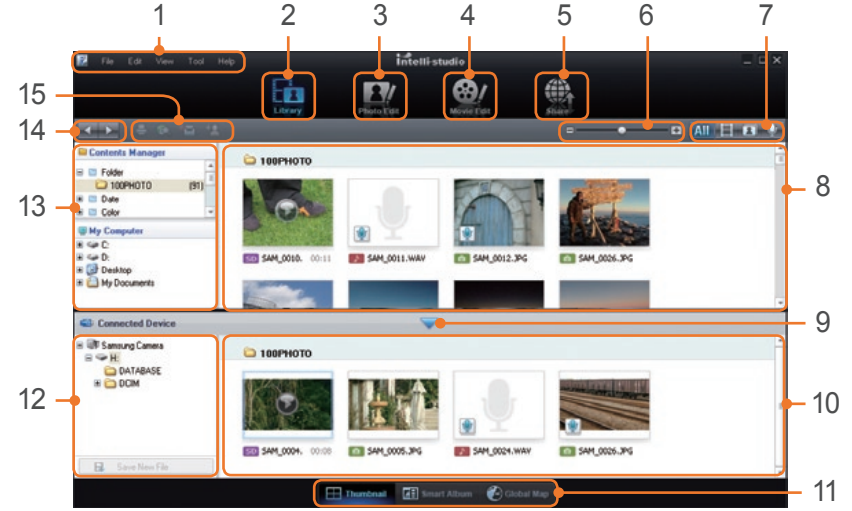 1 2 3 4 5 6 7
File Edit View Tool Help
intelli-studio
Library Photo Edit Movie Edit Share
15
14
All
Contents Manager
Folder
100PHOTO (91)
Date
Color
13
My Computer
C:
D:
Desktop
My Documents
100PHOTO
SD SAM_0010. 00:11 SAM_0011.WAV SAM_0012.JPG SAM_0026.JPG
8
Connected Device
9
Samsung Camera
H:
DATABASE
DCIM
12
Save New File
100PHOTO
SD SAM_0004. 00:08 SAM_0005.JPG SAM_0024.WAV SAM_0026.JPG
10
Thumbnail Smart Album Global Map
11